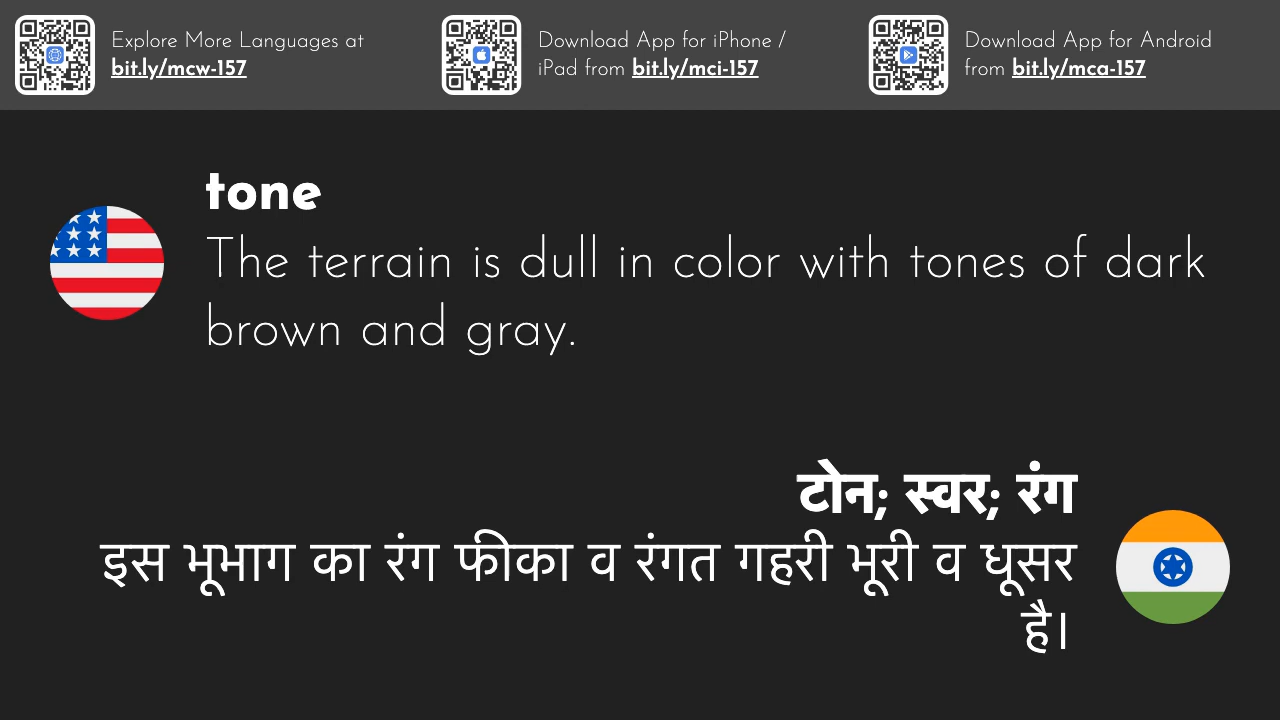 Explore More Languages at
bit.ly/mcw-157
Download App for iPhone /
iPad from bit.ly/mci-157
Download App for Android
from bit.ly/mca-157
tone
The terrain is dull in color with tones of dark
brown and gray.
टोन; स्वर; रंग
इस भूभाग का रंग फीका व रंगत गहरी भूरी व धूसर
है।